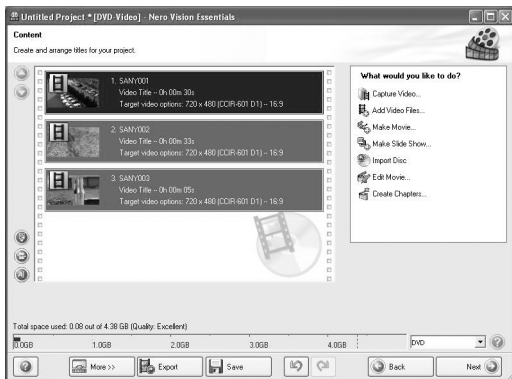 Untitled Project *[DVD-Video] - Nero Vision Essentials
Content
Create and arrange titles for your project.
1. SANY001
Video Title -- 0h 00m 30s
Target video options: 720 x 480 (CCIR-601 D1) -- 16:9
2. SANY002
Video Title -- 0h 00m 33s
Target video options: 720 x 480 (CCIR-601 D1) -- 16:9
3. SANY003
Video Title -- 0h 00m 05s
Target video options: 720 x 480 (CCIR-601 D1) -- 16:9
What would you like to do?
Capture Video...
Add Video Files...
Make Movie...
Make Slide Show...
Import Disc
Edit Movie...
Create Chapters...
All
Total space used: 0.08 out of 4.38 GB (Quality: Excellent)
0.0GB 1.0GB 2.0GB 3.0GB 4.0GB
DVD
More >> Export Save Back Next